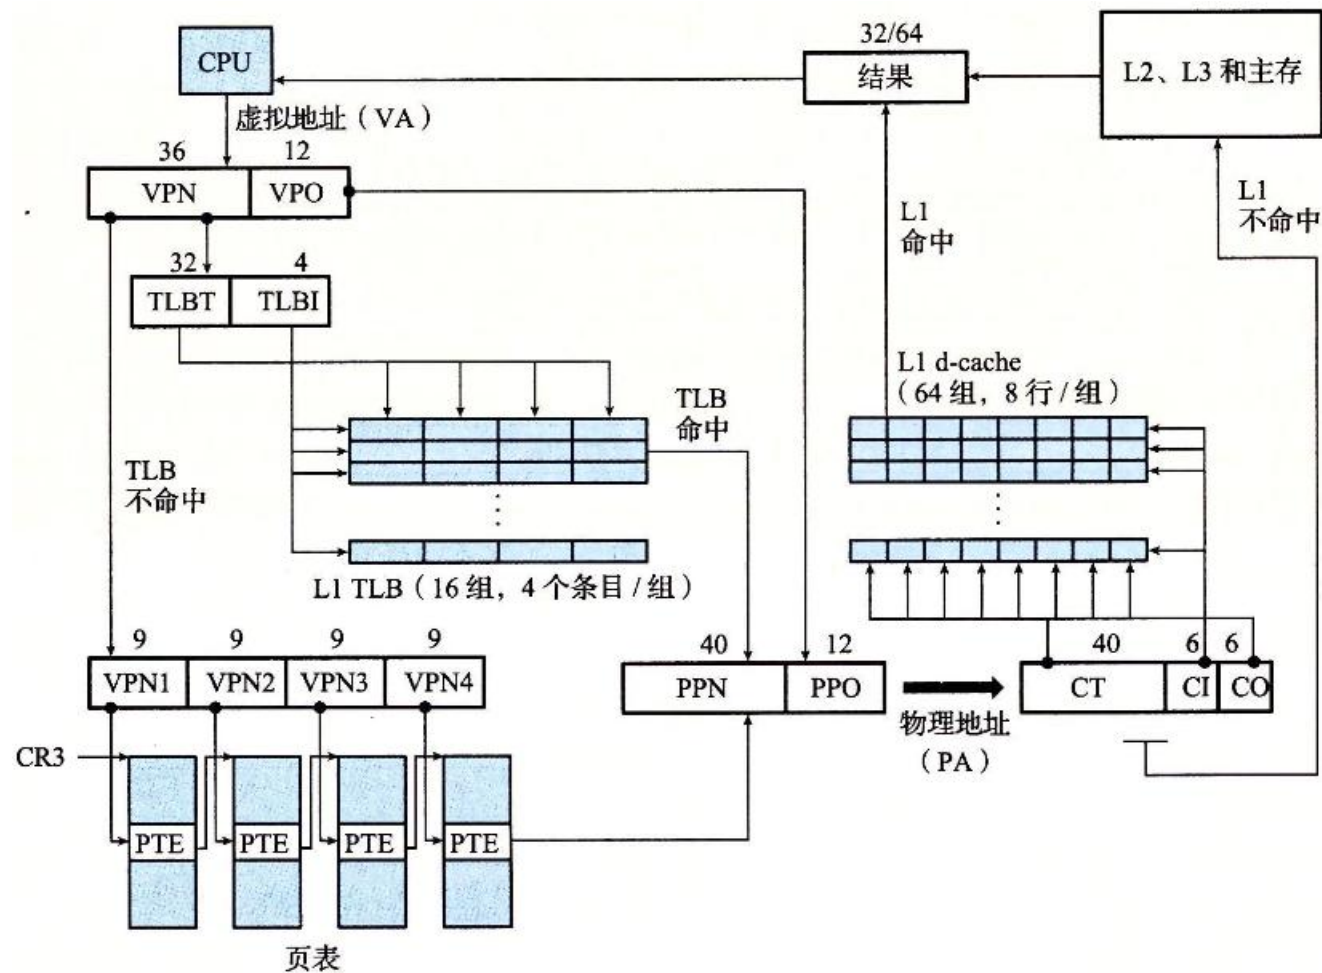 CPU
32/64
结果
L2、L3 和主存
虚拟地址（VA）
36
12
VPN
VPO
L1
命中
L1
不命中
32
4
TLBT
TLBI
L1 d-cache
（64 组，8 行 / 组）
TLB
命中
TLB
不命中
L1 TLB（16 组，4 个条目 / 组）
9
9
9
9
VPN1
VPN2
VPN3
VPN4
40
12
PPN
PPO
物理地址
（PA）
40
6
6
CT
CI
CO
CR3
PTE
PTE
PTE
PTE
页表